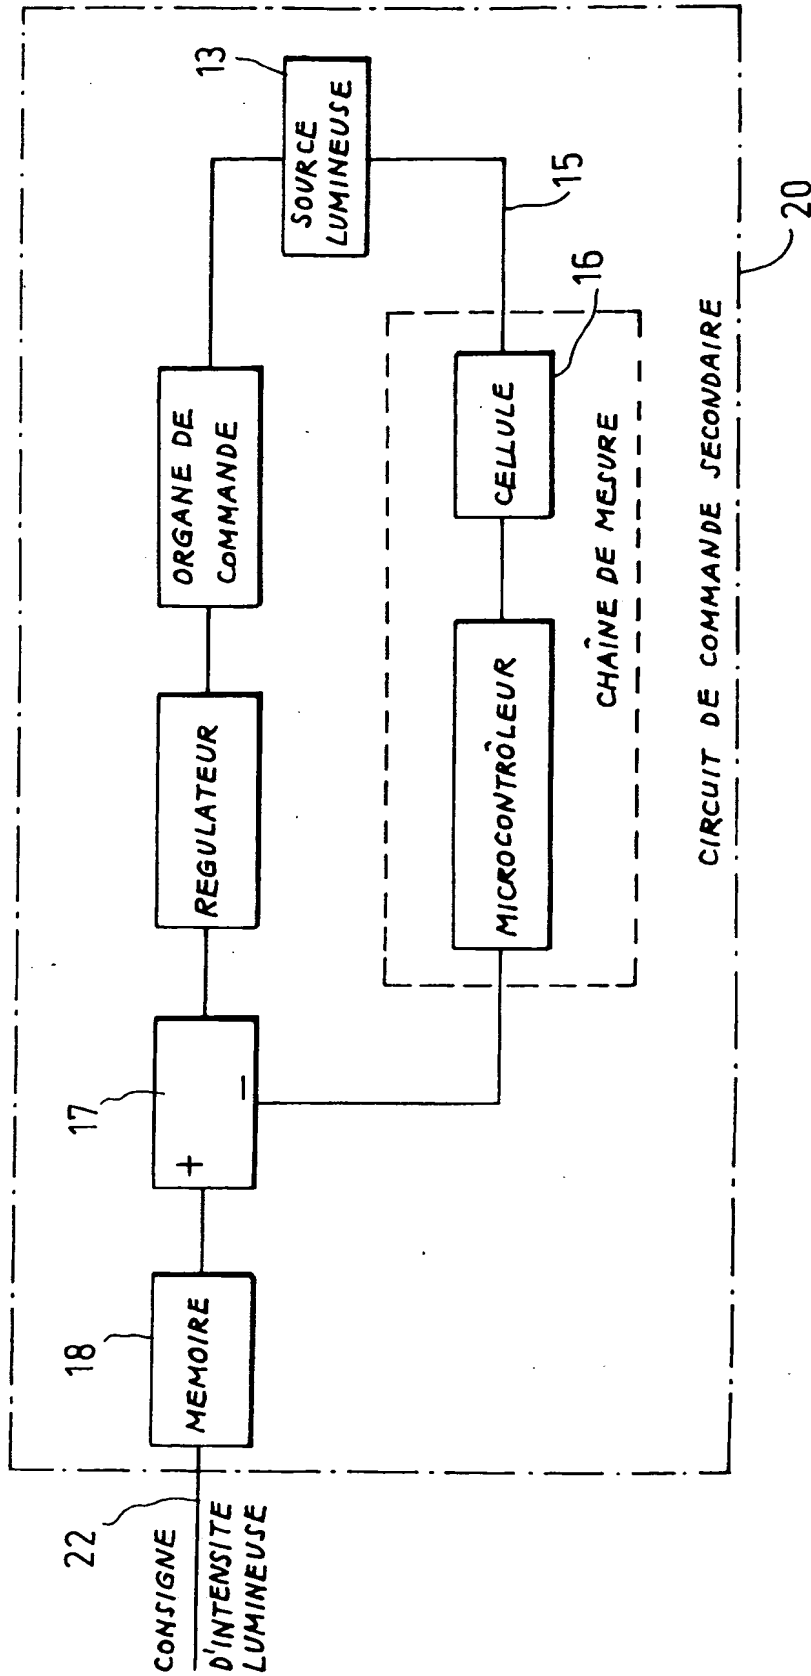 CONSIGNE
D'INTENSITE
LUMINEUSE
22
MEMOIRE
18
+
-
17
REGULATEUR
ORGANE DE
COMMANDE
SOURCE
LUMINEUSE
13
15
CELLULE
16
MICROCONTRÔLEUR
CHAÎNE DE MESURE
CIRCUIT DE COMMANDE SECONDAIRE
20